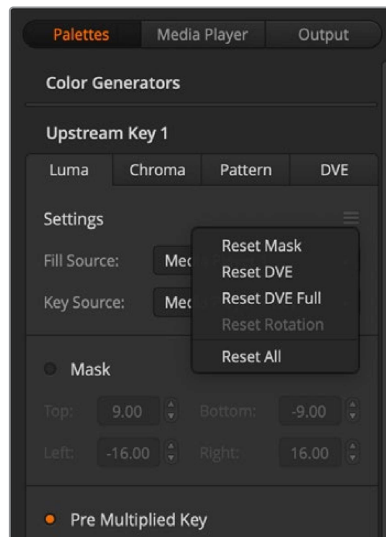 Palettes Media Player Output
Color Generators
Upstream Key 1
Luma Chroma Pattern DVE
Settings
Reset Mask
Reset DVE
Reset DVE Full
Reset Rotation
Reset All
Fill Source: Med
Key Source: Med
Mask
Top: 9.00 Bottom: -9.00
Left: -16.00 Right: 16.00
Pre Multiplied Key